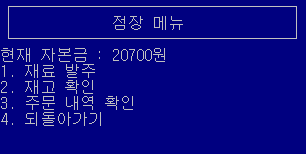 점장 메뉴
현재 자본금 : 20700원
1. 재료 발주
2. 재고 확인
3. 주문 내역 확인
4. 되돌아가기